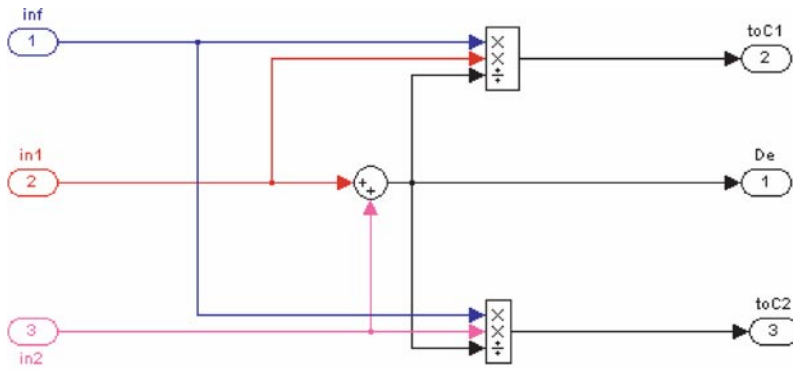 inf
1
×
×
÷
toC1
2
in1
2
+
+
De
1
3
in2
×
×
÷
toC2
3